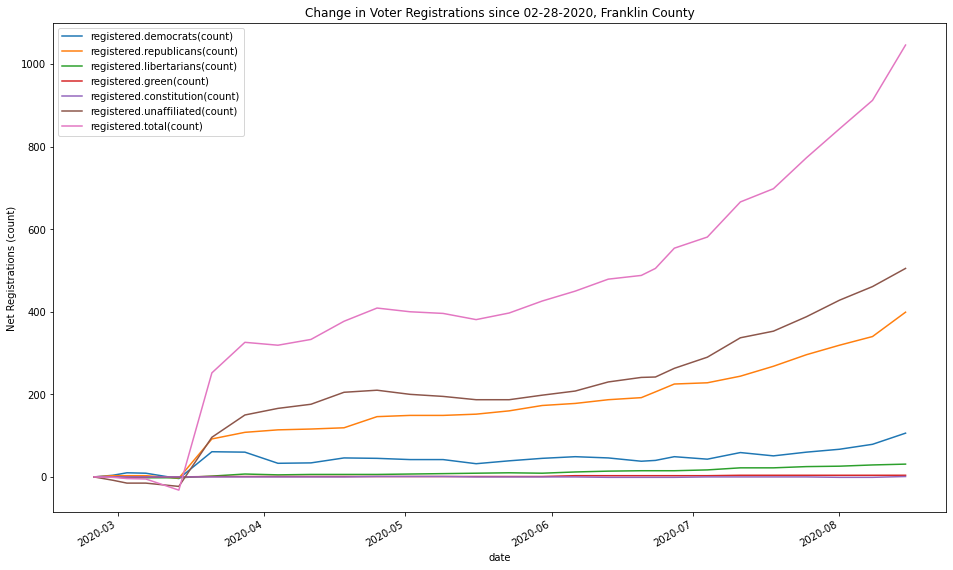 Change in Voter Registrations since 02-28-2020, Franklin County
registered.democrats(count)
registered.republicans(count)
registered.libertarians(count)
registered.green(count)
registered.constitution(count)
registered.unaffiliated(count)
registered.total(count)
Net Registrations (count)
1000
800
600
400
200
0
2020-03
2020-04
2020-05
2020-06
2020-07
2020-08
date